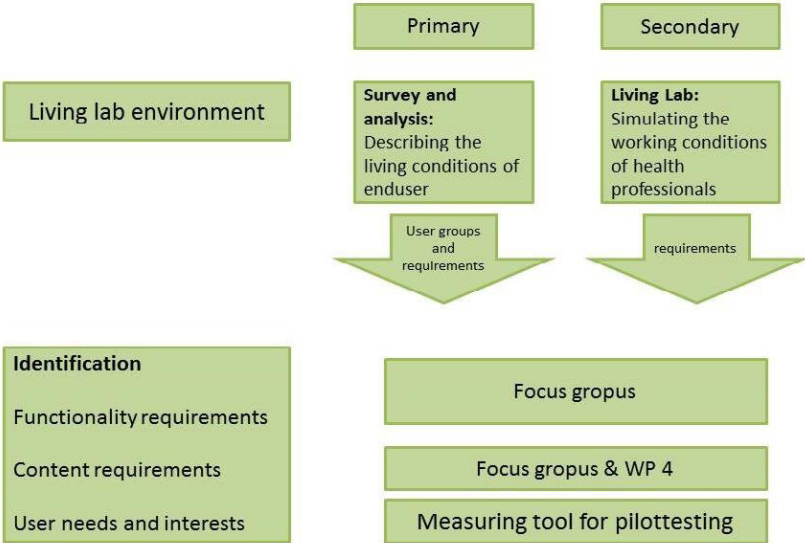 Primary
Secondary
Living lab environment
Survey and
analysis:
Describing the
living conditions of
enduser
Living Lab:
Simulating the
working conditions
of health
professionals
User groups
and
requirements
requirements
Identification
Functionality requirements
Content requirements
User needs and interests
Focus gropus
Focus gropus & WP 4
Measuring tool for pilottesting